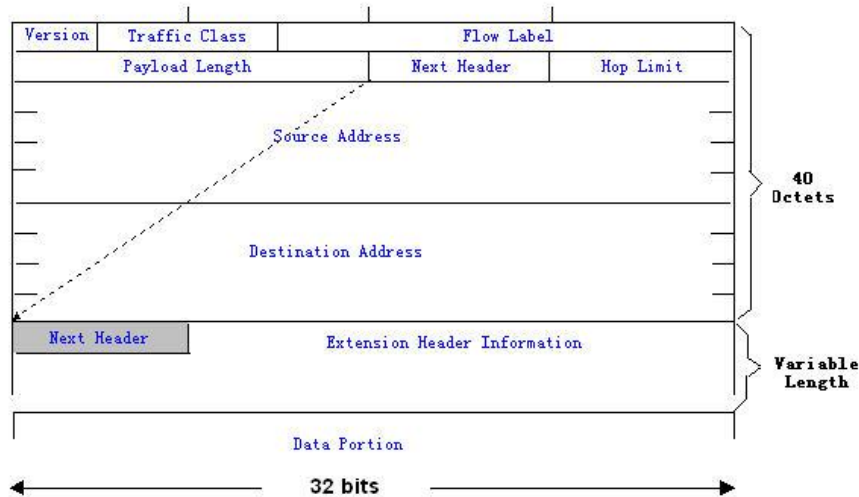 Version Traffic Class Flow Label
Payload Length Next Header Hop Limit
Source Address
40
Octets
Destination Address
Next Header Extension Header Information
Variable
Length
Data Portion
32 bits